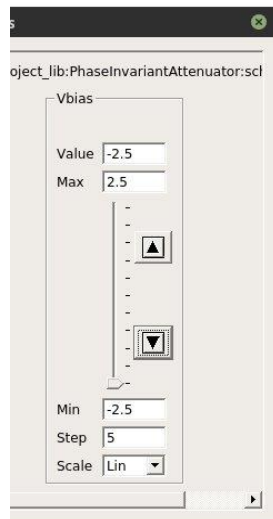 s
oject_lib:PhaseInvariantAttenuator:scl
Vbias
Value -2.5
Max 2.5
Min -2.5
Step 5
Scale Lin